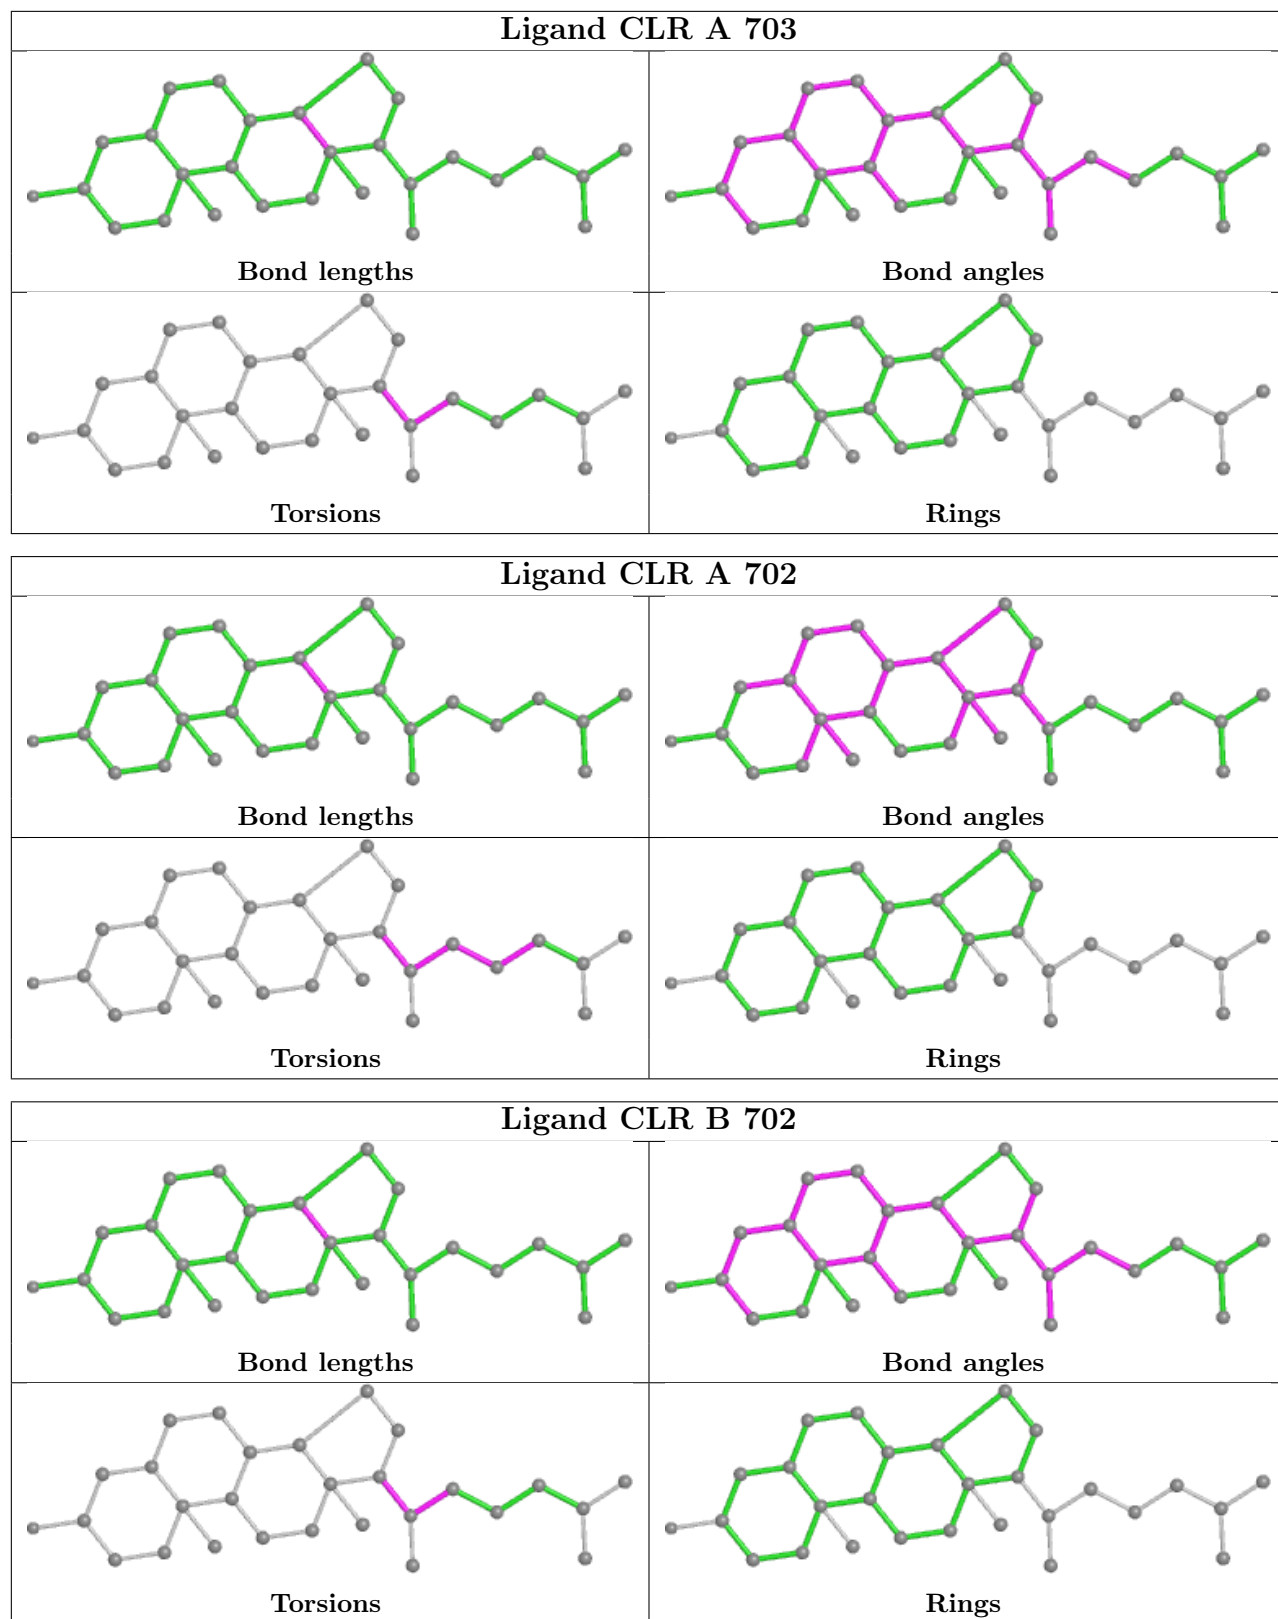 Ligand CLR A 703
Bond lengths
Bond angles
Torsions
Rings
Ligand CLR A 702
Bond lengths
Bond angles
Torsions
Rings
Ligand CLR B 702
Bond lengths
Bond angles
Torsions
Rings